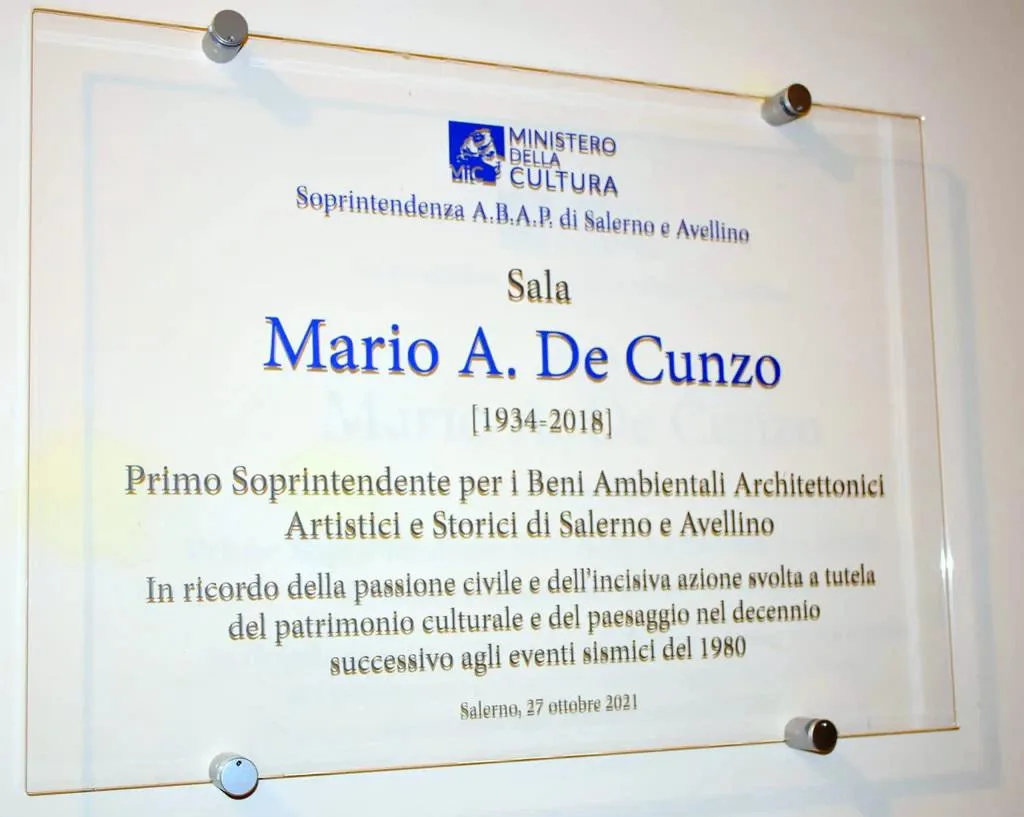 MiC
MINISTERO
DELLA
CULTURA
Soprintendenza A.B.A.P. di Salerno e Avellino
Sala
Mario A. De Cunzo
[1934-2018]
Primo Soprintendente per i Beni Ambientali Architettonici
Artistici e Storici di Salerno e Avellino
In ricordo della passione civile e dell'incisiva azione svolta a tutela
del patrimonio culturale e del paesaggio nel decennio
successivo agli eventi sismici del 1980
Salerno, 27 ottobre 2021